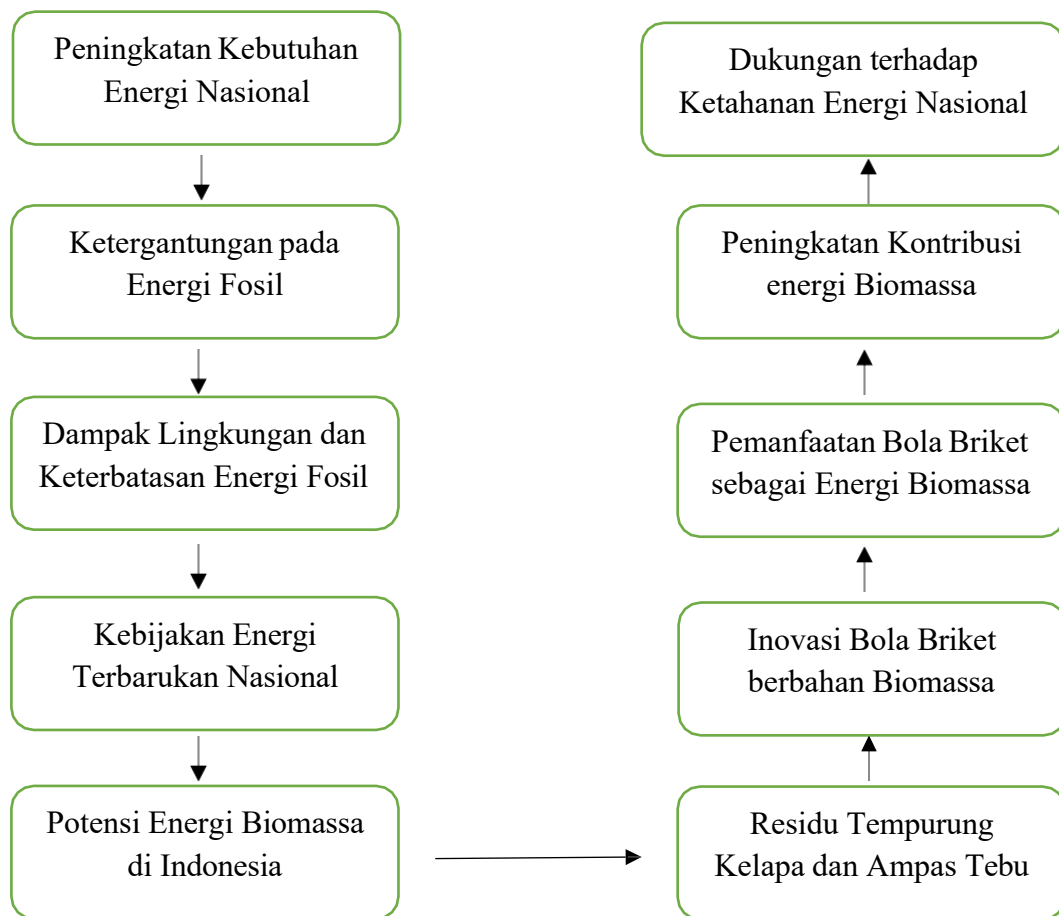 Peningkatan Kebutuhan
Energi Nasional
Ketergantungan pada
Energi Fosil
Dampak Lingkungan dan
Keterbatasan Energi Fosil
Kebijakan Energi
Terbarukan Nasional
Potensi Energi Biomassa
di Indonesia
Residu Tempurung
Kelapa dan Ampas Tebu
Inovasi Bola Briket
berbahan Biomassa
Pemanfaatan Bola Briket
sebagai Energi Biomassa
Peningkatan Kontribusi
energi Biomassa
Dukungan terhadap
Ketahanan Energi Nasional